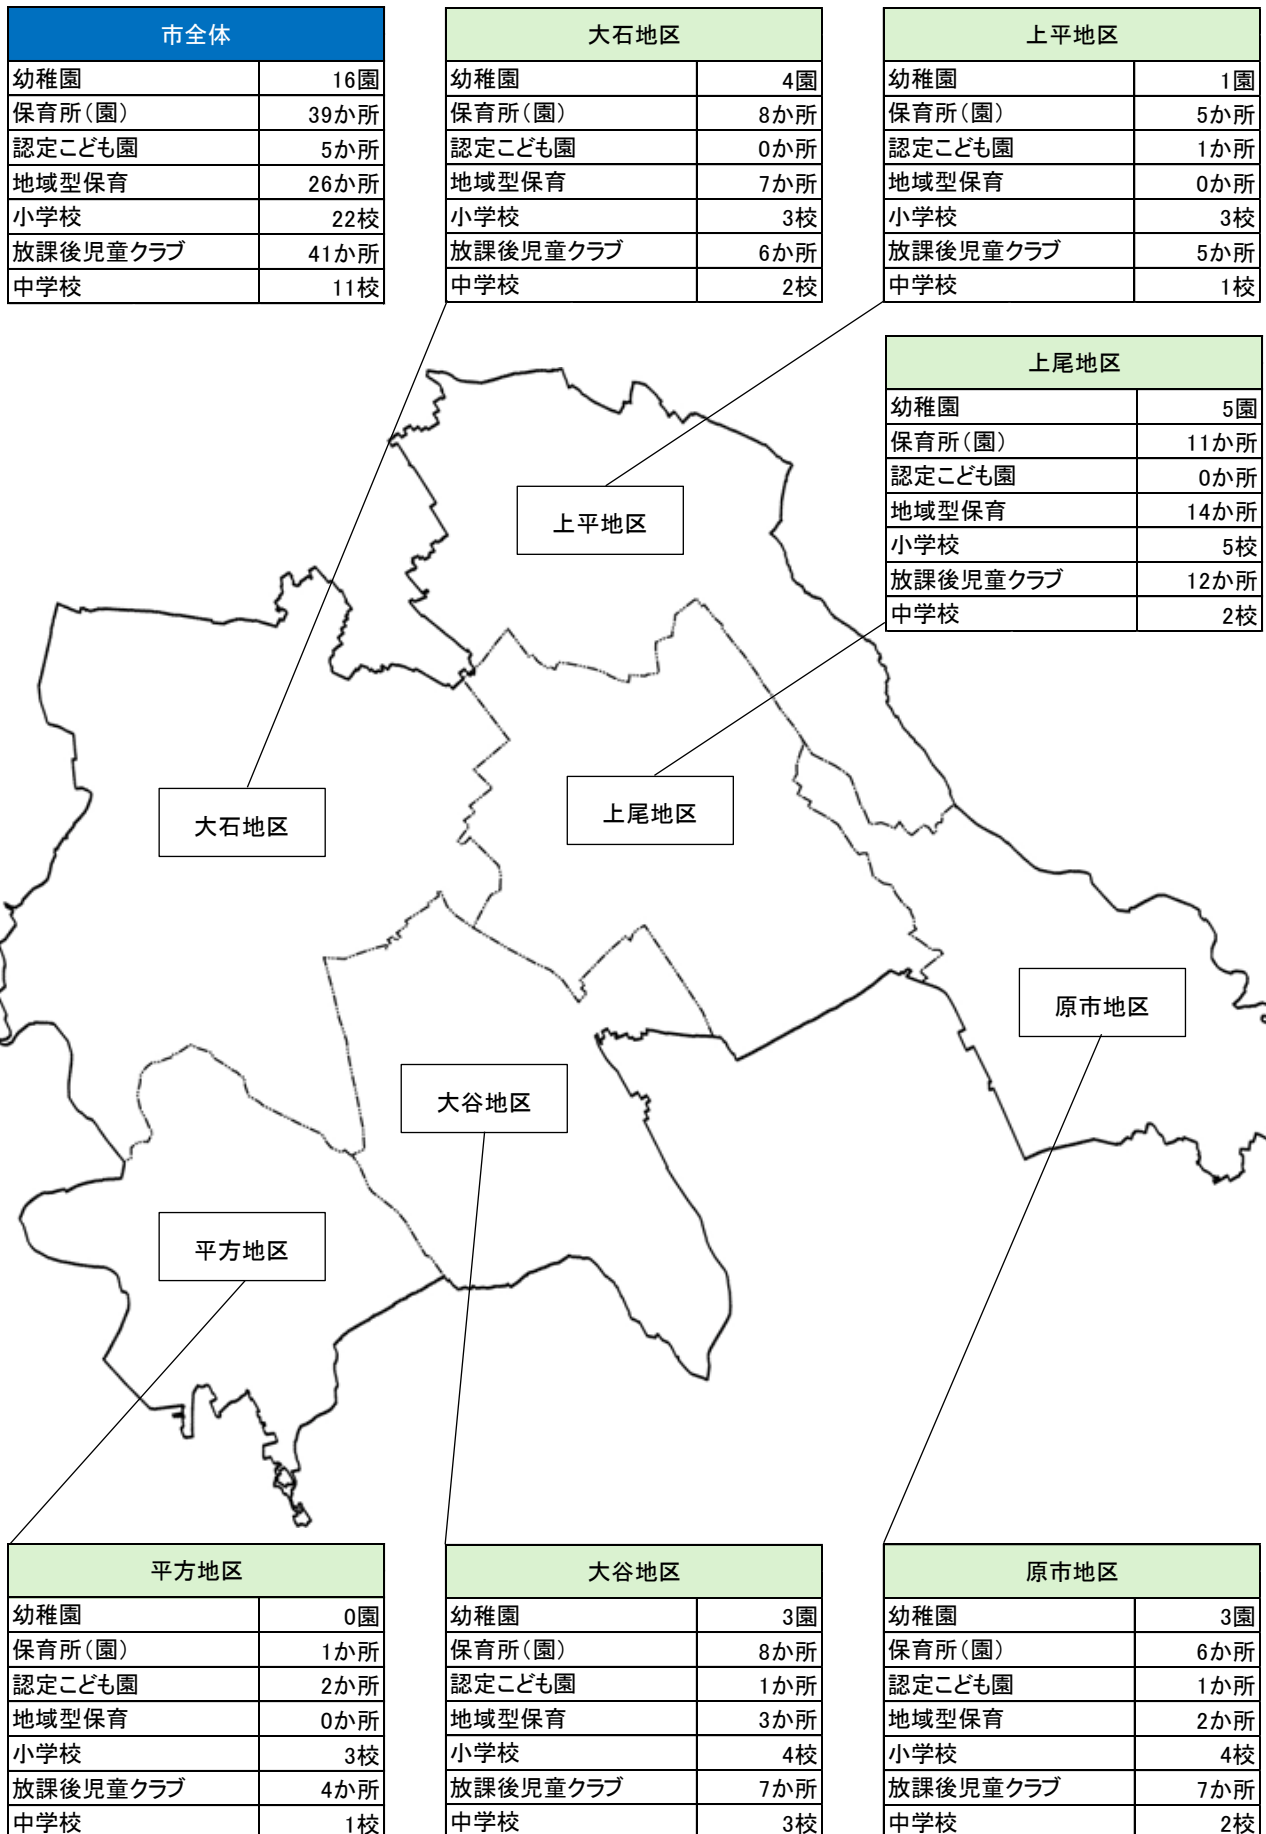 市全体
幼稚園 16園
保育所(園) 39か所
認定こども園 5か所
地域型保育 26か所
小学校 22校
放課後児童クラブ 41か所
中学校 11校
大石地区
幼稚園 4園
保育所(園) 8か所
認定こども園 0か所
地域型保育 7か所
小学校 3校
放課後児童クラブ 6か所
中学校 2校
上平地区
幼稚園 1園
保育所(園) 5か所
認定こども園 1か所
地域型保育 0か所
小学校 3校
放課後児童クラブ 5か所
中学校 1校
上尾地区
幼稚園 5園
保育所(園) 11か所
認定こども園 0か所
地域型保育 14か所
小学校 5校
放課後児童クラブ 12か所
中学校 2校
上平地区
大石地区
上尾地区
原市地区
大谷地区
平方地区
平方地区
幼稚園 0園
保育所(園) 1か所
認定こども園 2か所
地域型保育 0か所
小学校 3校
放課後児童クラブ 4か所
中学校 1校
大谷地区
幼稚園 3園
保育所(園) 8か所
認定こども園 1か所
地域型保育 3か所
小学校 4校
放課後児童クラブ 7か所
中学校 3校
原市地区
幼稚園 3園
保育所(園) 6か所
認定こども園 1か所
地域型保育 2か所
小学校 4校
放課後児童クラブ 7か所
中学校 2校